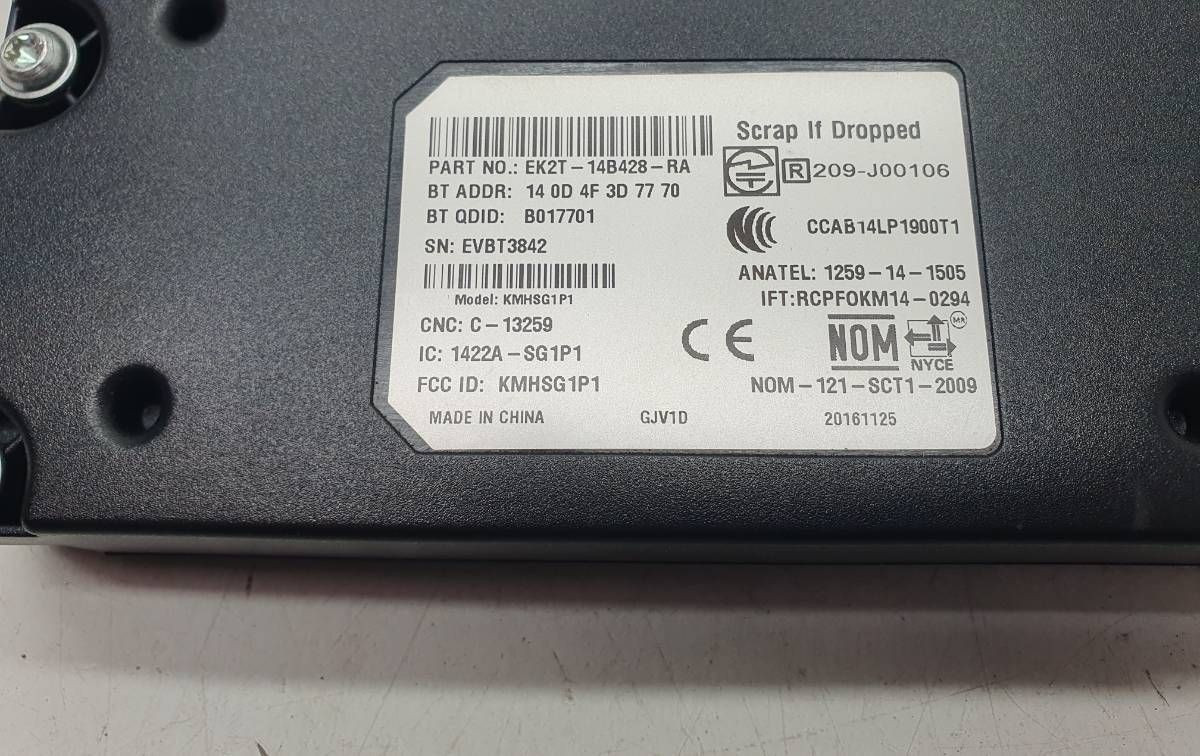 PART NO.: EK2T-14B428-RA
BT ADDR: 14 0D 4F 3D 77 70
BT QDID: B017701
SN: EVBT3842
Model: KMHSG1P1
CNC: C-13259
IC: 1422A-SG1P1
FCC ID: KMHSG1P1
MADE IN CHINA
GJV1D
Scrap If Dropped
R 209-J00106
CCAB14LP1900T1
ANATEL: 1259-14-1505
IFT:RCPFOKM14-0294
CE
NOM
NYCE
NOM-121-SCT1-2009
20161125